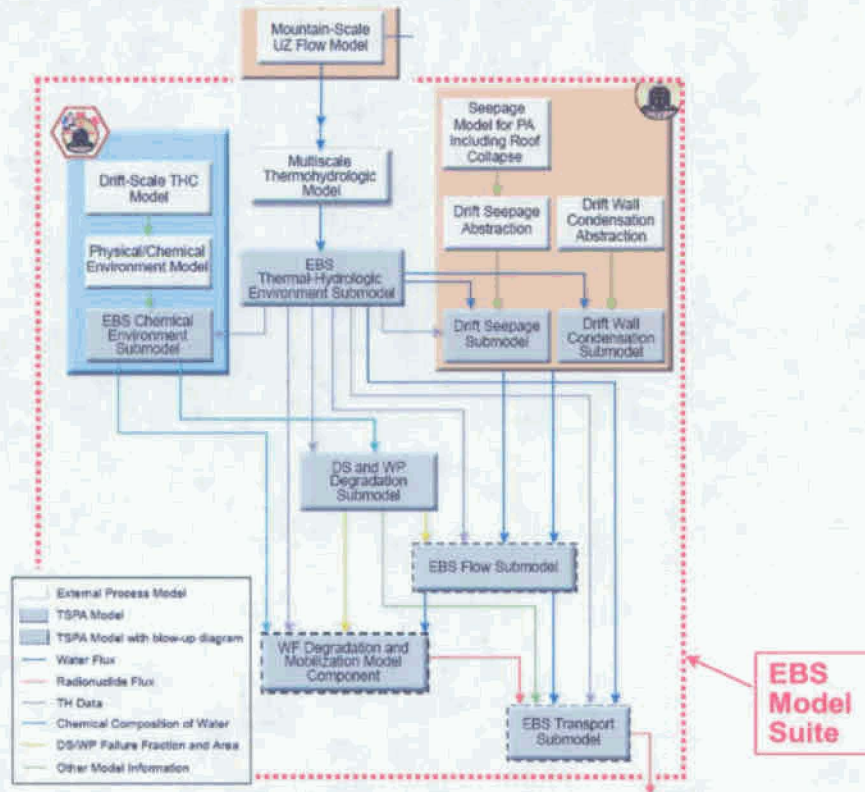 Mountain-Scale
UZ Flow Model
Seepage
Model for PA
Including Roof
Collapse
Multiscale
Thermohydrologic
Model
Drift-Scale THC
Model
Drift Seepage
Abstraction
Drift Wall
Condensation
Abstraction
Physical/Chemical
Environment Model
EBS
Thermal-Hydrologic
Environment Submodel
EBS Chemical
Environment
Submodel
Drift Seepage
Submodel
Drift Wall
Condensation
Submodel
DS and WP
Degradation
Submodel
EBS Flow Submodel
WF Degradation and
Mobilization Model
Component
EBS Transport
Submodel
External Process Model
TSPA Model
TSPA Model with blow-up diagram
Water Flux
Radionuclide Flux
TH Data
Chemical Composition of Water
DS/WP Failure Fraction and Area
Other Model Information
EBS
Model
Suite